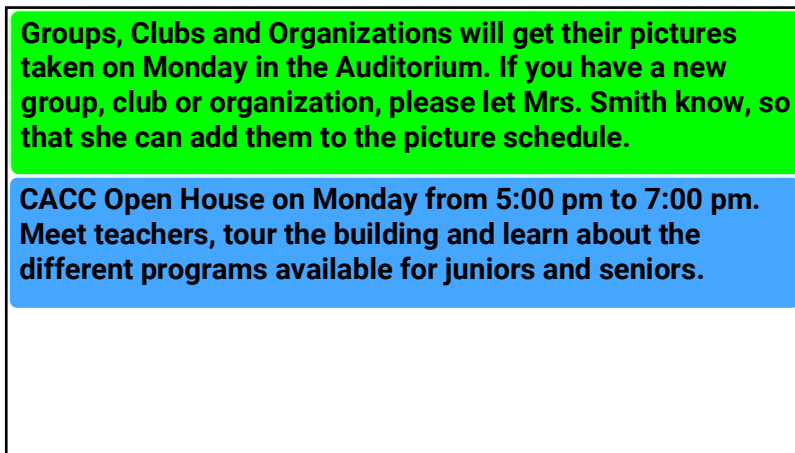 Groups, Clubs and Organizations will get their pictures
taken on Monday in the Auditorium. If you have a new
group, club or organization, please let Mrs. Smith know, so
that she can add them to the picture schedule.
CACC Open House on Monday from 5:00 pm to 7:00 pm.
Meet teachers, tour the building and learn about the
different programs available for juniors and seniors.